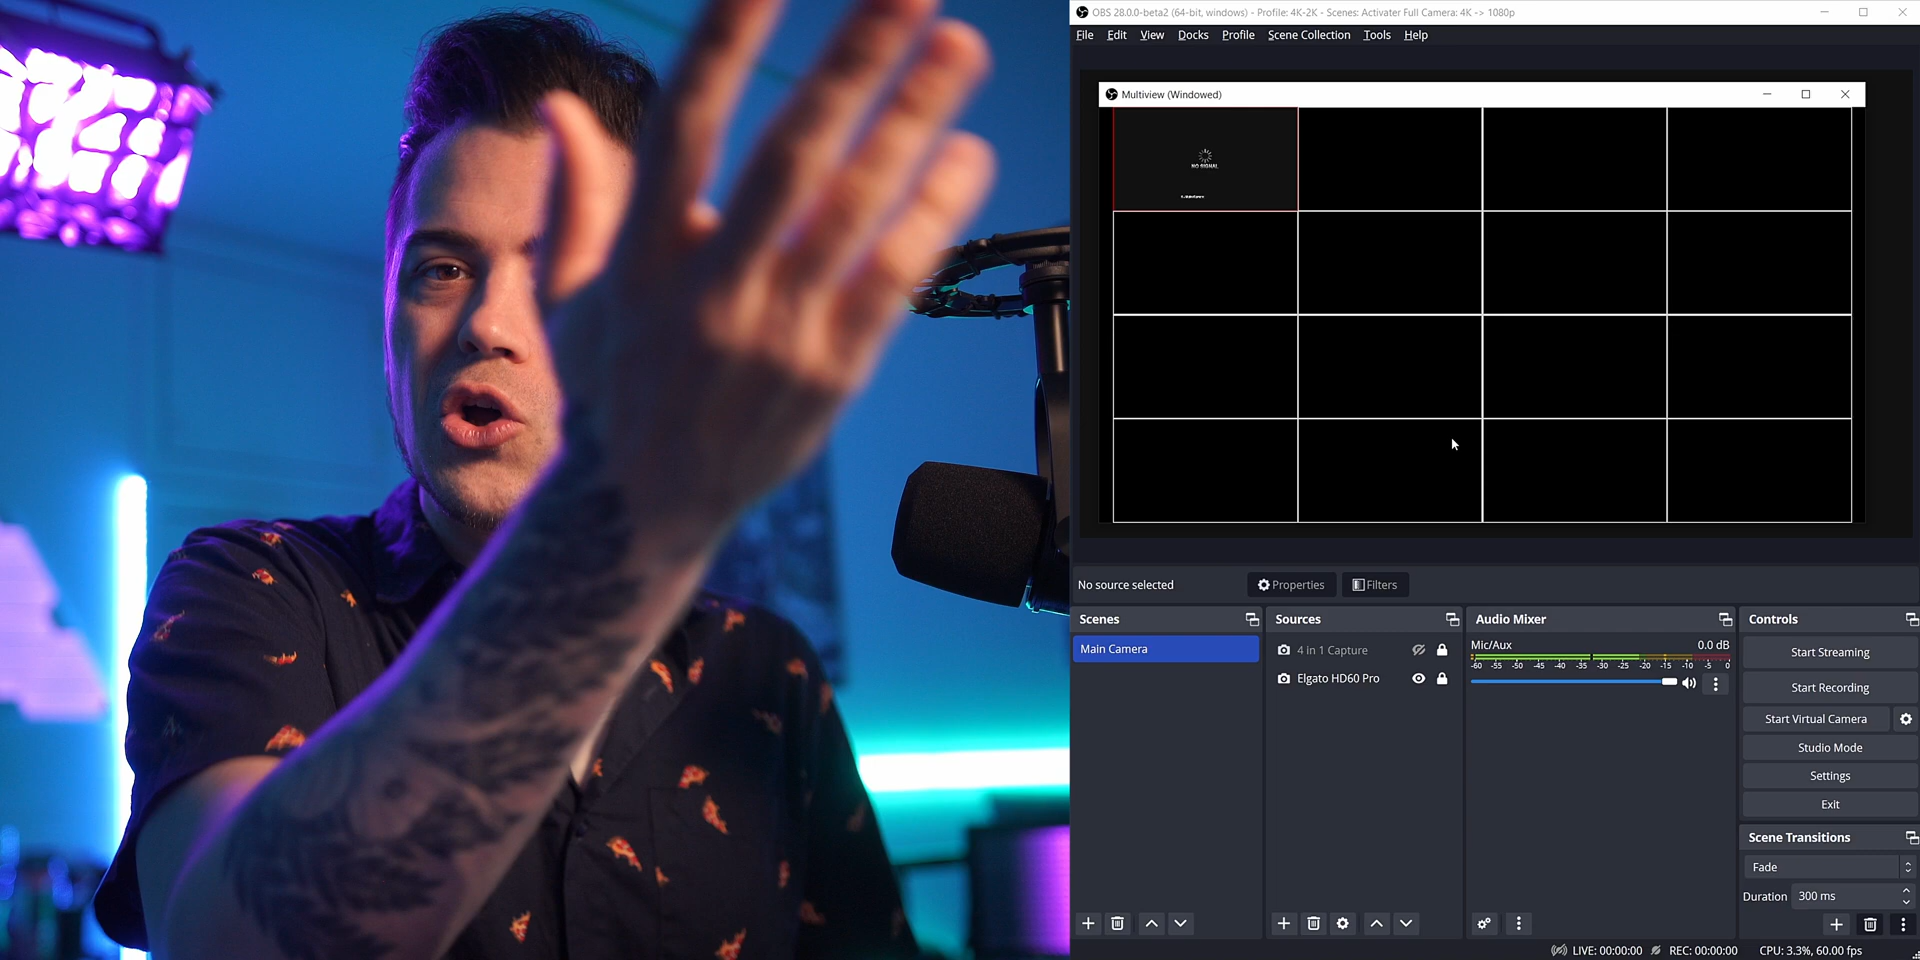 OBS 28.0.0-beta2 (64-bit, windows) - Profile: 4K-2K - Scenes: Activater Full Camera: 4K -> 1080p
File Edit View Docks Profile Scene Collection Tools Help
Multiview (Windowed)
NO SIGNAL
No source selected
Properties
Filters
Scenes
Main Camera
Sources
4 in 1 Capture
Elgato HD60 Pro
Audio Mixer
Mic/Aux 0.0 dB
-60 -55 -50 -45 -40 -35 -30 -25 -20 -15 -10 -5 0
Controls
Start Streaming
Start Recording
Start Virtual Camera
Studio Mode
Settings
Exit
Scene Transitions
Fade
Duration 300 ms
LIVE: 00:00:00 REC: 00:00:00 CPU: 3.3%, 60.00 fps